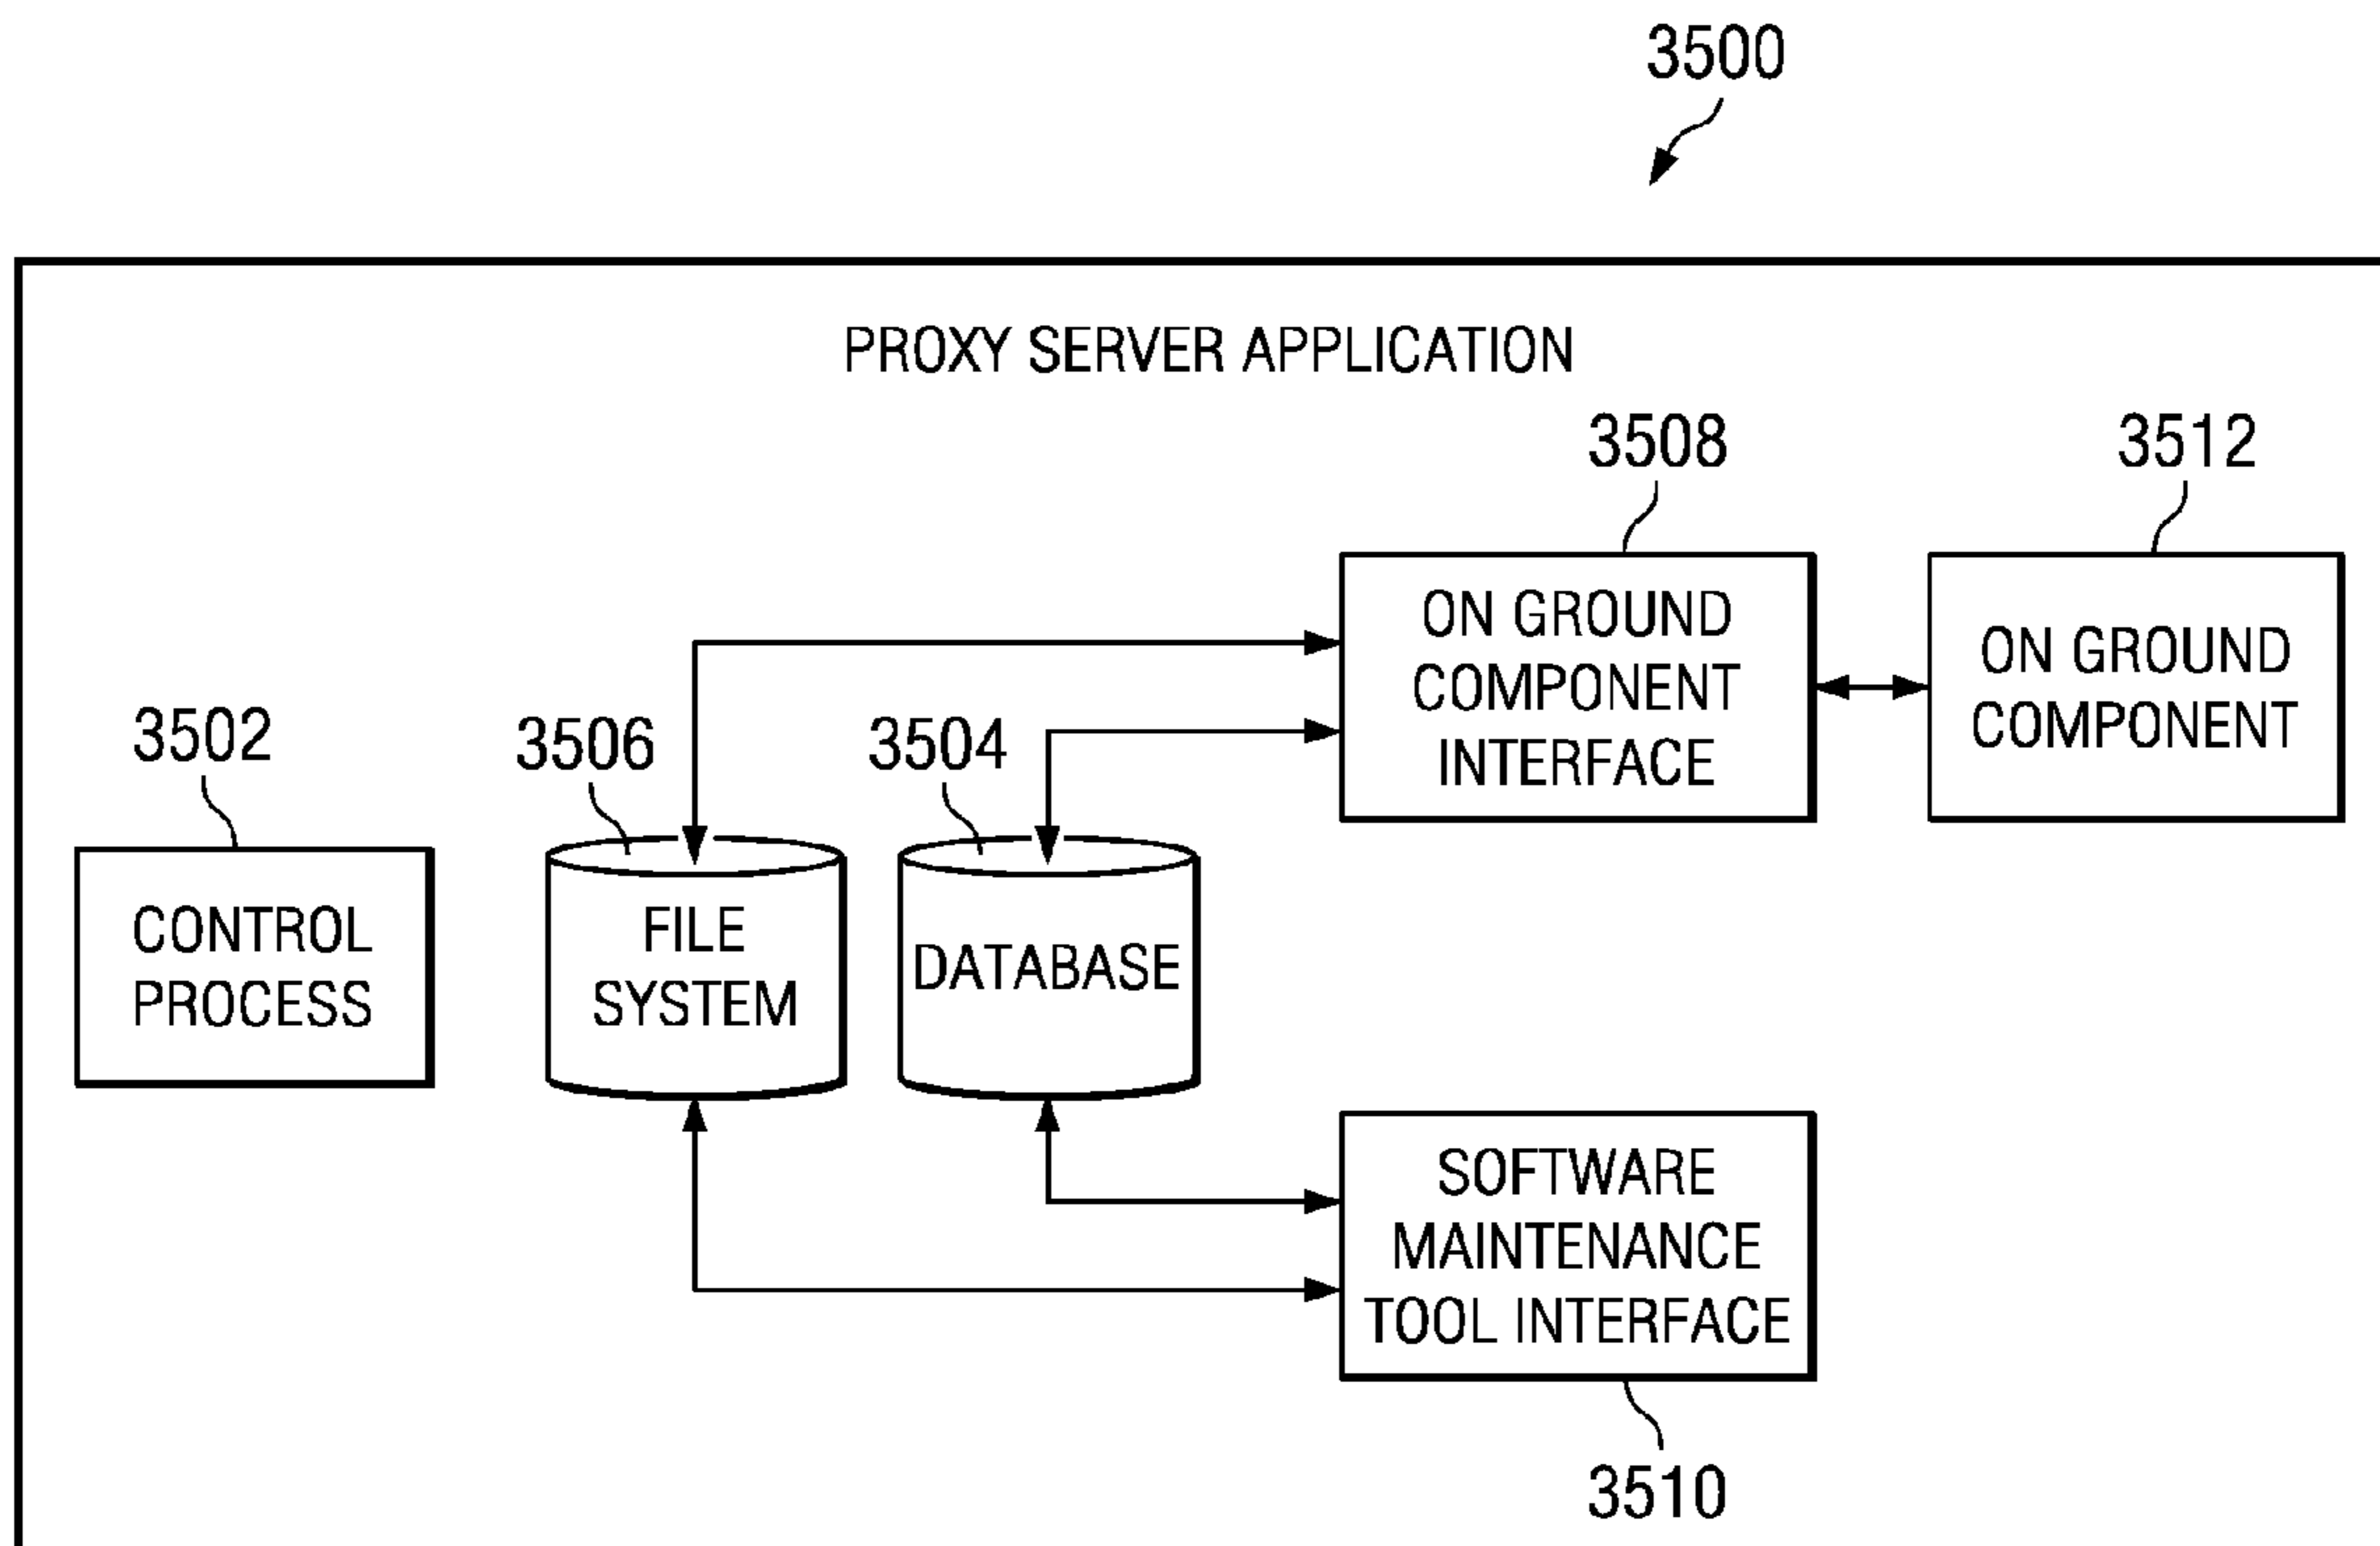 3500
PROXY SERVER APPLICATION
3508
3512
ON GROUND
COMPONENT
INTERFACE
ON GROUND
COMPONENT
3502
3506
3504
CONTROL
PROCESS
FILE
SYSTEM
DATABASE
SOFTWARE
MAINTENANCE
TOOL INTERFACE
3510